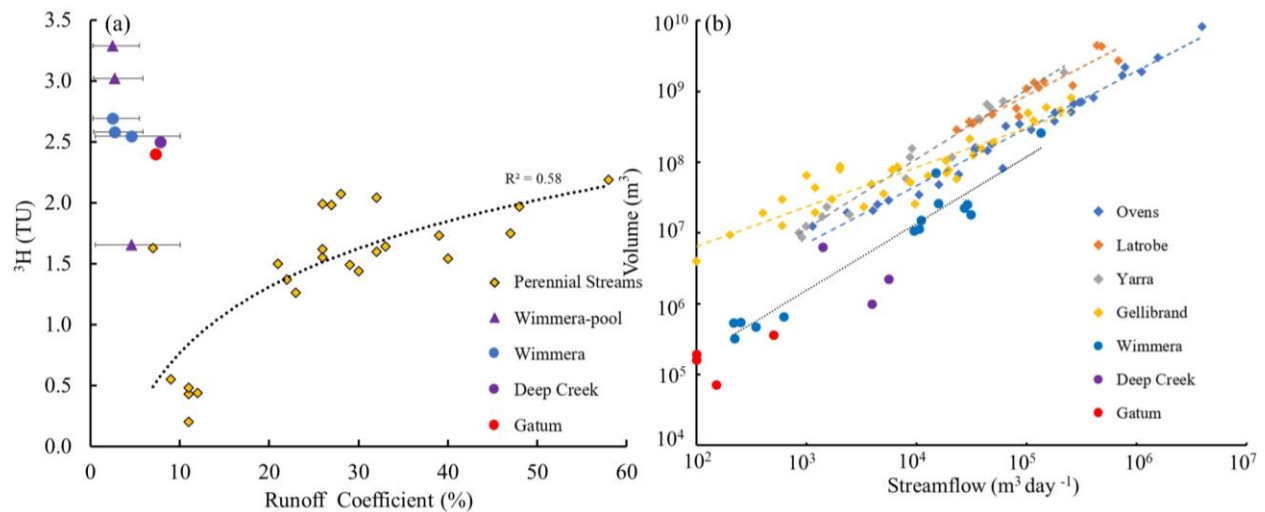 (a)
3.5
3.0
2.5
2.0
1.5
1.0
0.5
0.0
³H (TU)
R² = 0.58
Perennial Streams
Wimmera-pool
Wimmera
Deep Creek
Gatum
0 10 20 30 40 50 60
Runoff Coefficient (%)
(b)
10¹⁰
10⁹
10⁸
10⁷
10⁶
10⁵
10⁴
Volume (m³)
Ovens
Latrobe
Yarra
Gellibrand
Wimmera
Deep Creek
Gatum
10² 10³ 10⁴ 10⁵ 10⁶ 10⁷
Streamflow (m³ day ⁻¹)